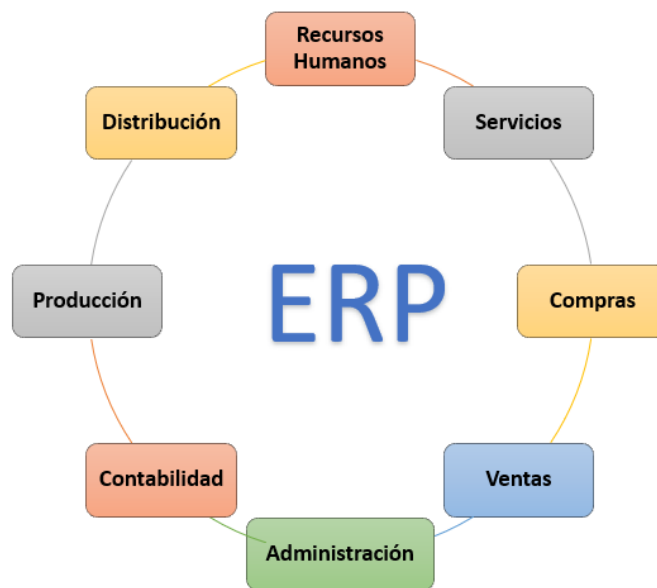 Recursos
Humanos
Distribución
Servicios
Producción
ERP
Compras
Contabilidad
Ventas
Administración